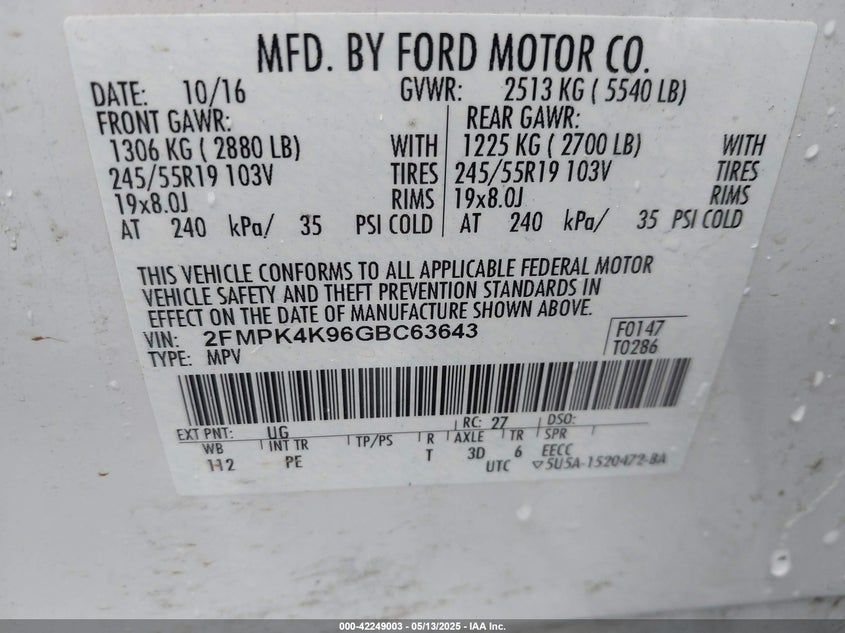 MFD. BY FORD MOTOR CO.
DATE: 10/16 GVWR: 2513 KG ( 5540 LB)
FRONT GAWR: REAR GAWR:
1306 KG ( 2880 LB) WITH 1225 KG ( 2700 LB) WITH
245/55R19 103V TIRES 245/55R19 103V TIRES
19x8.0J RIMS 19x8.0J RIMS
AT 240 kPa/ 35 PSI COLD AT 240 kPa/ 35 PSI COLD
THIS VEHICLE CONFORMS TO ALL APPLICABLE FEDERAL MOTOR
VEHICLE SAFETY AND THEFT PREVENTION STANDARDS IN
EFFECT ON THE DATE OF MANUFACTURE SHOWN ABOVE.
VIN: 2FMPK4K96GBC63643 F0147
TYPE: MPV T0286
EXT PNT: UG RC: 27 DSO:
WB INT TR TP/PS R AXLE TR SPR
112 PE T 3D 6 EECC
UTC ▽5U5A-1520472-BA
000-42249003 — 05/13/2025 — IAA Inc.